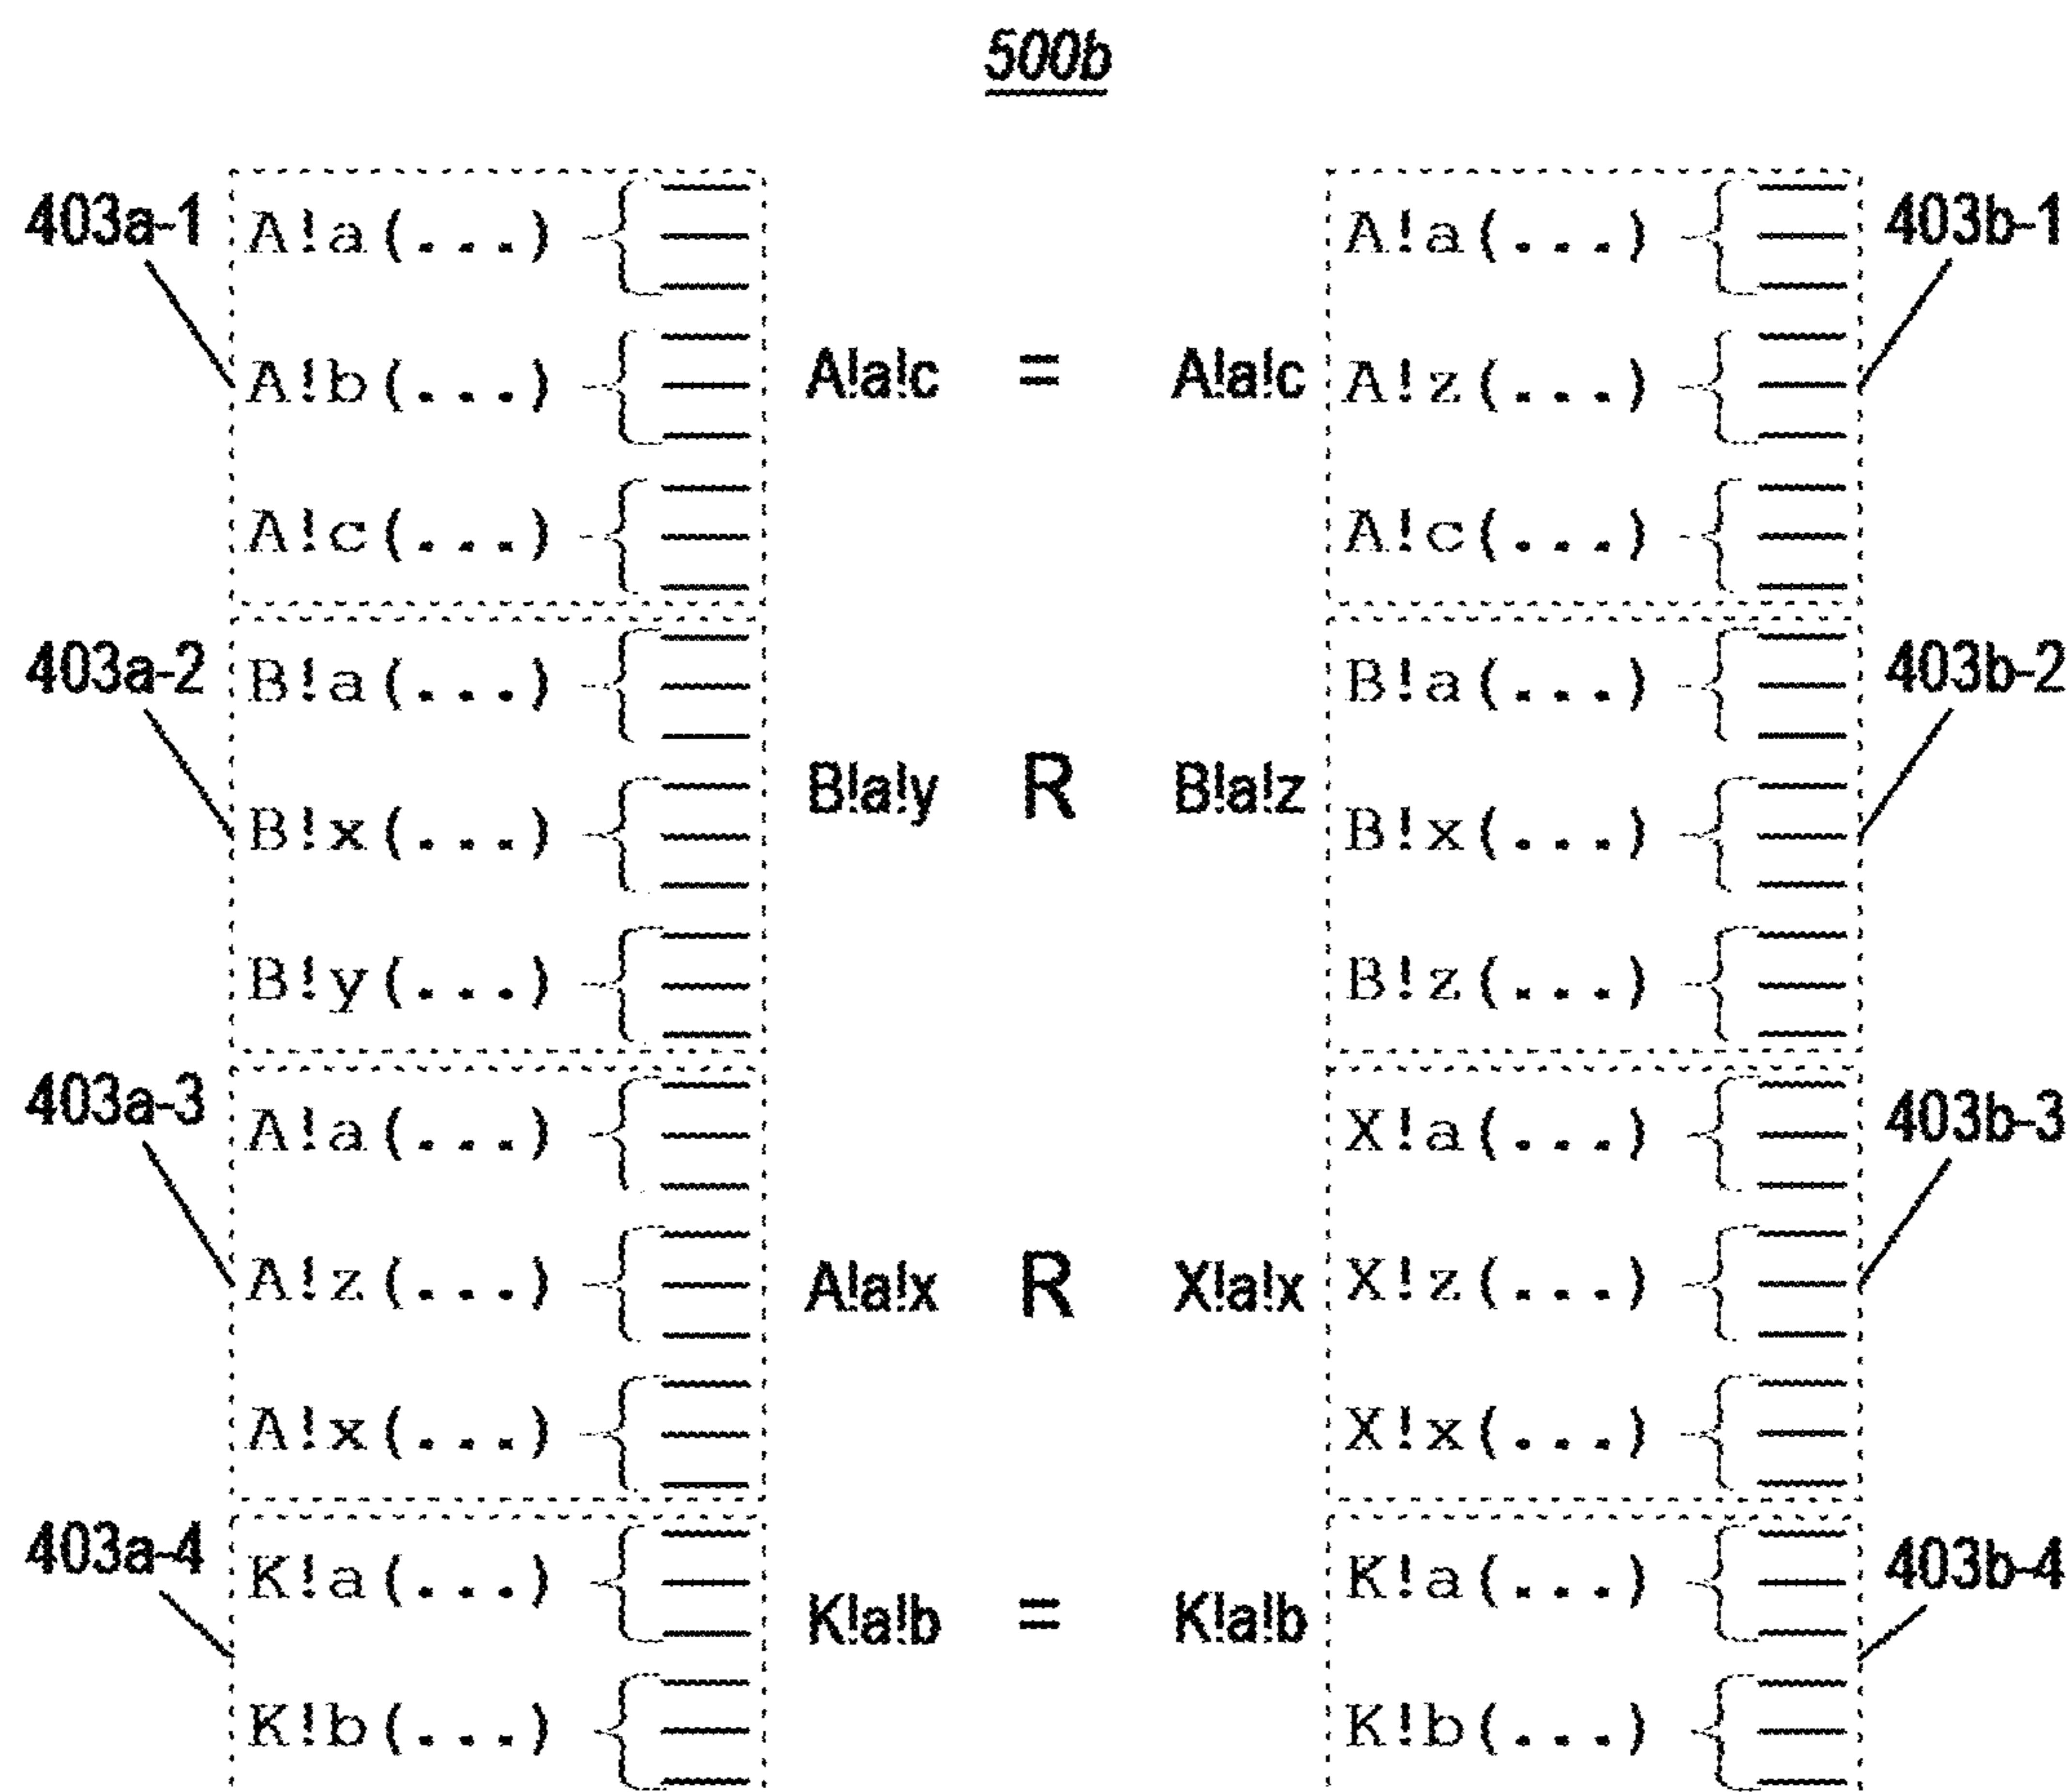 500b
403a-1 A!a(...) A!a(...) 403b-1
A!b(...) A!a!c = A!a!c A!z(...)
A!c(...) A!c(...)
403a-2 B!a(...) B!a(...) 403b-2
B!x(...) B!a!y R B!a!z B!x(...)
B!y(...) B!z(...)
403a-3 A!a(...) X!a(...) 403b-3
A!z(...) A!a!x R X!a!x X!z(...)
A!x(...) X!x(...)
403a-4 K!a(...) K!a!b = K!a!b K!a(...) 403b-4
K!b(...) K!b(...)